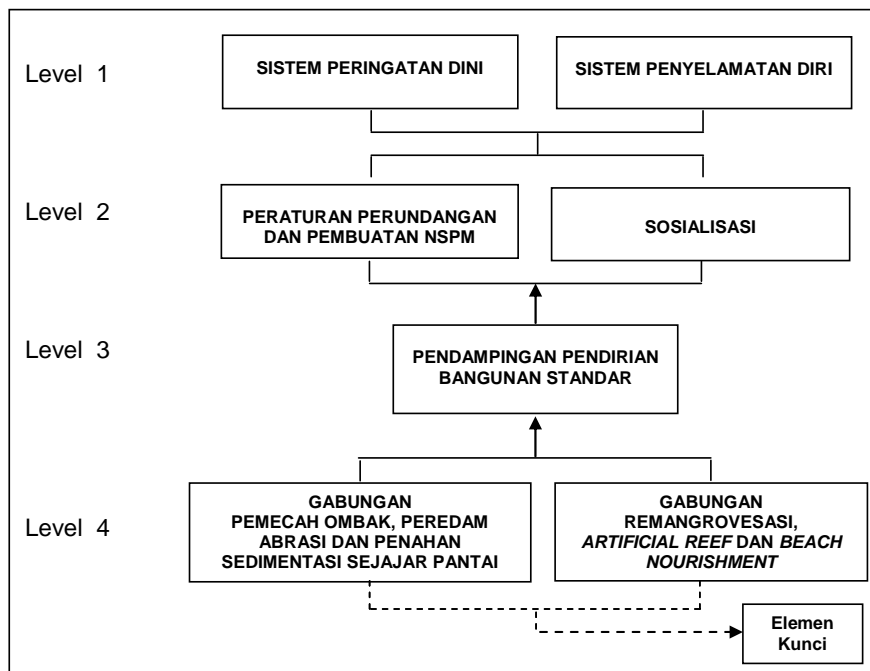 Level 1
SISTEM PERINGATAN DINI
SISTEM PENYELAMATAN DIRI
Level 2
PERATURAN PERUNDANGAN
DAN PEMBUATAN NSPM
SOSIALISASI
Level 3
PENDAMPINGAN PENDIRIAN
BANGUNAN STANDAR
Level 4
GABUNGAN
PEMECAH OMBAK, PEREDAM
ABRASI DAN PENAHAN
SEDIMENTASI SEJAJAR PANTAI
GABUNGAN
REMANGROVESASI,
ARTIFICIAL REEF DAN BEACH
NOURISHMENT
Elemen
Kunci